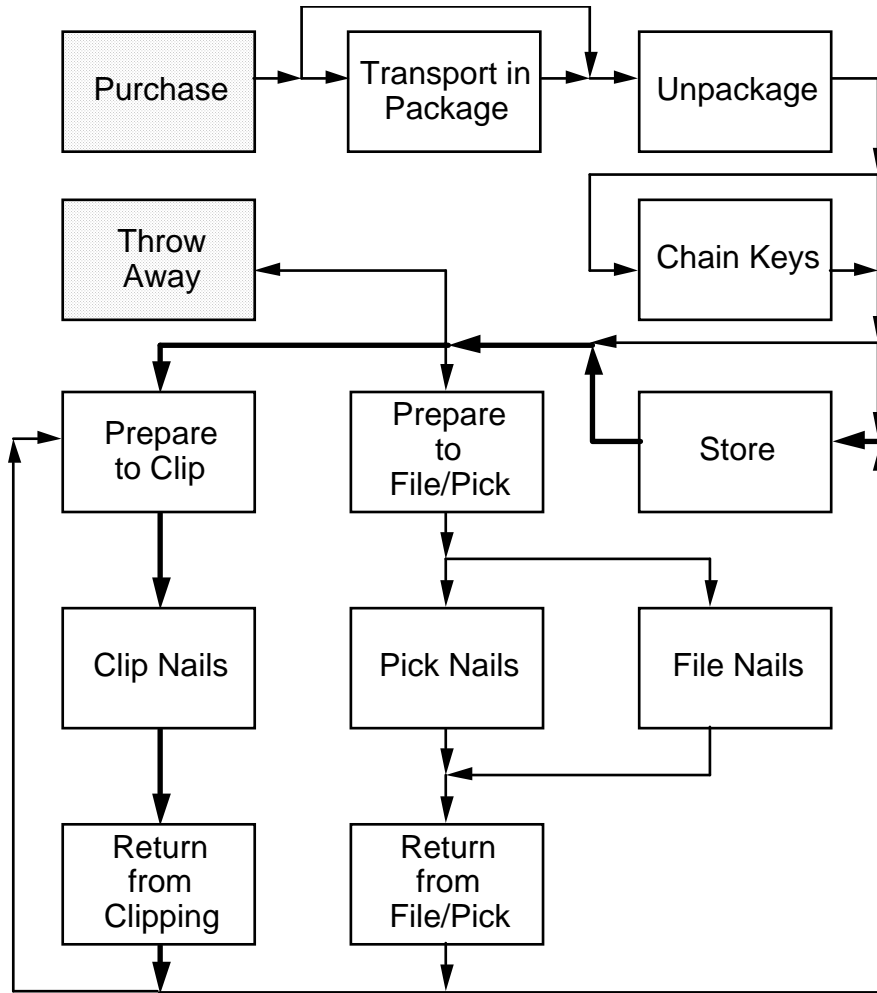 Purchase
Transport in
Package
Unpackage
Throw
Away
Chain Keys
Prepare
to Clip
Prepare
to
File/Pick
Store
Clip Nails
Pick Nails
File Nails
Return
from
Clipping
Return
from
File/Pick